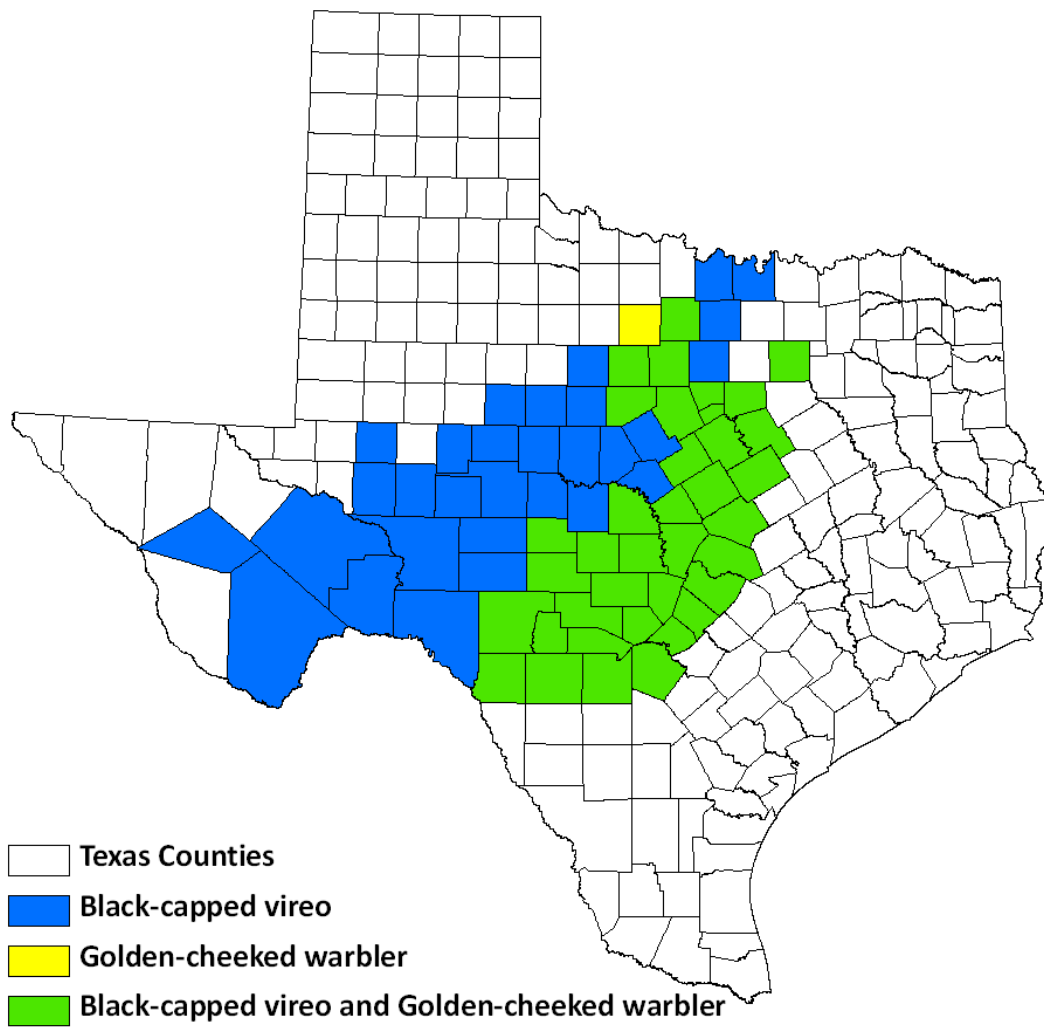 Texas Counties
Black-capped vireo
Golden-cheeked warbler
Black-capped vireo and Golden-cheeked warbler